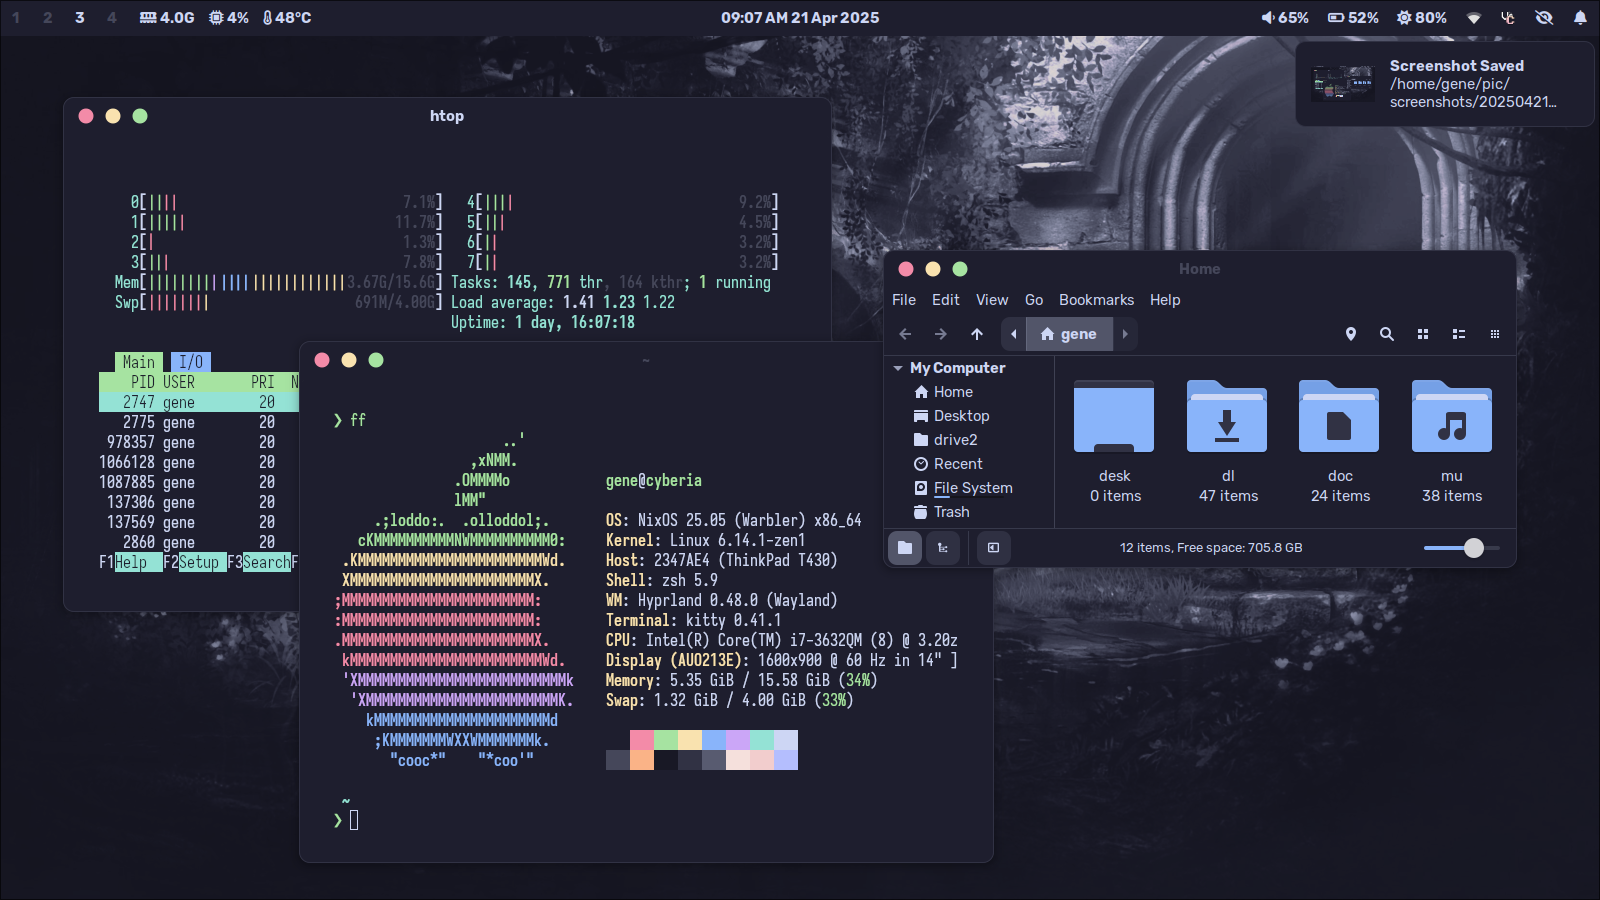 1 2 3 4 4.0G 4% 48°C
09:07 AM 21 Apr 2025
65% 52% 80%
Screenshot Saved
/home/gene/pic/
screenshots/20250421…
htop
0[|||| 7.1%] 4[|||| 9.2%]
1[||||| 11.7%] 5[||| 4.5%]
2[| 1.3%] 6[|| 3.2%]
3[||| 7.8%] 7[|| 3.2%]
Mem[||||||||||||||||||||||||3.67G/15.6G] Tasks: 145, 771 thr, 164 kthr; 1 running
Swp[|||||||| 691M/4.00G] Load average: 1.41 1.23 1.22
Uptime: 1 day, 16:07:18
Main I/O
PID USER PRI N
2747 gene 20
2775 gene 20
978357 gene 20
1066128 gene 20
1087885 gene 20
137306 gene 20
137569 gene 20
2860 gene 20
F1Help F2Setup F3SearchF
~
❯ ff
..'
,xNMM.
.OMMMMo
lMM"
.;loddo:. .olloddol;.
cKMMMMMMMMMMNWMMMMMMMMMM0:
.KMMMMMMMMMMMMMMMMMMMMMMMWd.
XMMMMMMMMMMMMMMMMMMMMMMMX.
;MMMMMMMMMMMMMMMMMMMMMMMM:
:MMMMMMMMMMMMMMMMMMMMMMMM:
.MMMMMMMMMMMMMMMMMMMMMMMMX.
kMMMMMMMMMMMMMMMMMMMMMMMMWd.
'XMMMMMMMMMMMMMMMMMMMMMMMMMMk
'XMMMMMMMMMMMMMMMMMMMMMMMMK.
kMMMMMMMMMMMMMMMMMMMMMMd
;KMMMMMMMWXXWMMMMMMMk.
"cooc*" "*coo'"
gene@cyberia
OS: NixOS 25.05 (Warbler) x86_64
Kernel: Linux 6.14.1-zen1
Host: 2347AE4 (ThinkPad T430)
Shell: zsh 5.9
WM: Hyprland 0.48.0 (Wayland)
Terminal: kitty 0.41.1
CPU: Intel(R) Core(TM) i7-3632QM (8) @ 3.20z
Display (AUO213E): 1600x900 @ 60 Hz in 14" ]
Memory: 5.35 GiB / 15.58 GiB (34%)
Swap: 1.32 GiB / 4.00 GiB (33%)
~
❯
Home
File Edit View Go Bookmarks Help
gene
My Computer
Home
Desktop
drive2
Recent
File System
Trash
desk
0 items
dl
47 items
doc
24 items
mu
38 items
12 items, Free space: 705.8 GB